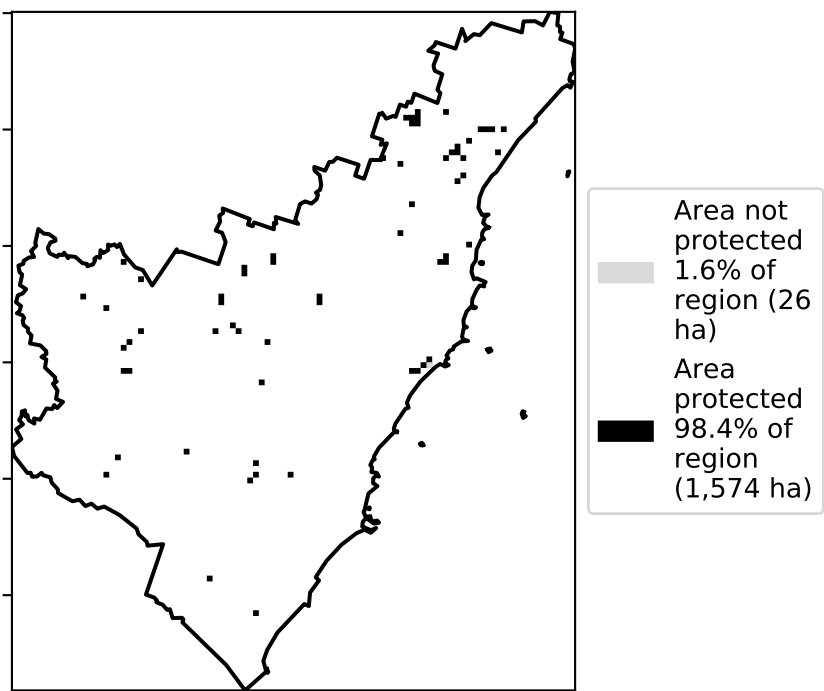 Area not
protected
1.6% of
region (26
ha)
Area
protected
98.4% of
region
(1,574 ha)